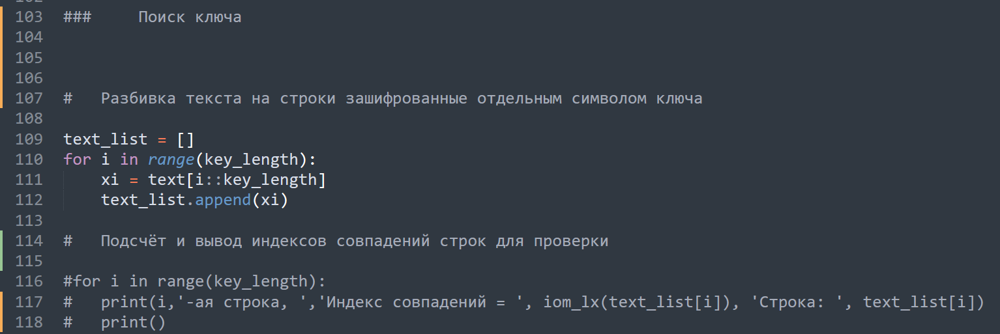 103 ###     Поиск ключа
104
105
106
107 #   Разбивка текста на строки зашифрованные отдельным символом ключа
108
109 text_list = []
110 for i in range(key_length):
111     xi = text[i::key_length]
112     text_list.append(xi)
113
114 #   Подсчёт и вывод индексов совпадений строк для проверки
115
116 #for i in range(key_length):
117 #   print(i,'-ая строка, ','Индекс совпадений = ', iom_lx(text_list[i]), 'Строка: ', text_list[i])
118 #   print()